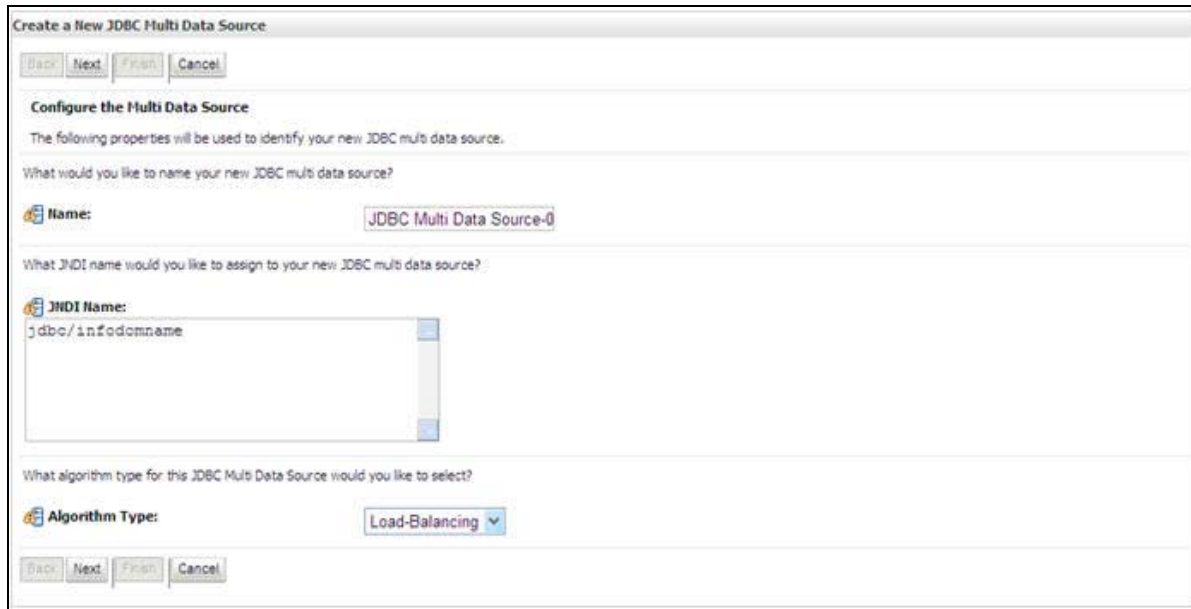 Create a New JDBC Multi Data Source
Back Next Finish Cancel
Configure the Multi Data Source
The following properties will be used to identify your new JDBC multi data source.
What would you like to name your new JDBC multi data source?
Name: JDBC Multi Data Source-0
What JNDI name would you like to assign to your new JDBC multi data source?
JNDI Name:
jdbc/infodomname
What algorithm type for this JDBC Multi Data Source would you like to select?
Algorithm Type: Load-Balancing
Back Next Finish Cancel